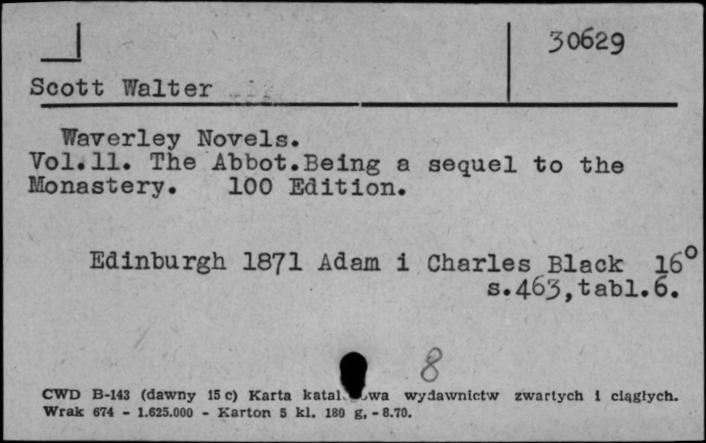 30629
Scott Walter
Waverley Novels.
Vol.11. The Abbot.Being a sequel to the
Monastery. 100 Edition.
Edinburgh 1871 Adam i Charles Black 16°
s.463,tabl.6.
8
CWD B-143 (dawny 15 c) Karta katal wa wydawnictw zwartych i ciągłych.
Wrak 674 - 1.625.000 - Karton 5 kl. 180 g, - 8.70.